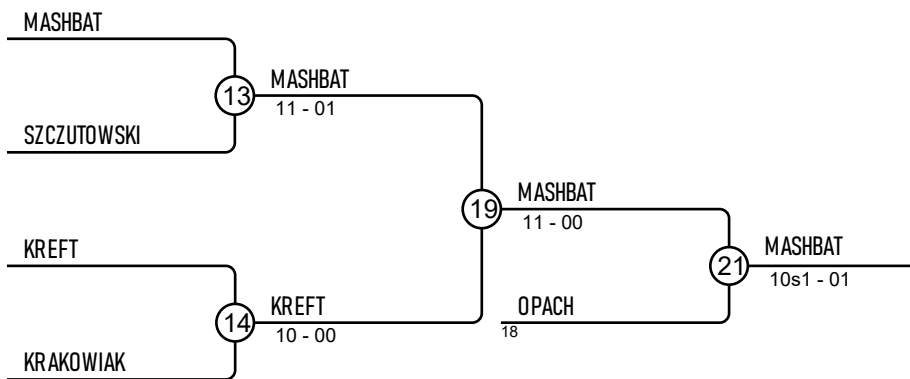 MASHBAT
13
MASHBAT
11 - 01
SZCZUTOWSKI
19
MASHBAT
11 - 00
KREFT
14
KREFT
10 - 00
KRAKOWIAK
OPACH
18
21
MASHBAT
10s1 - 01